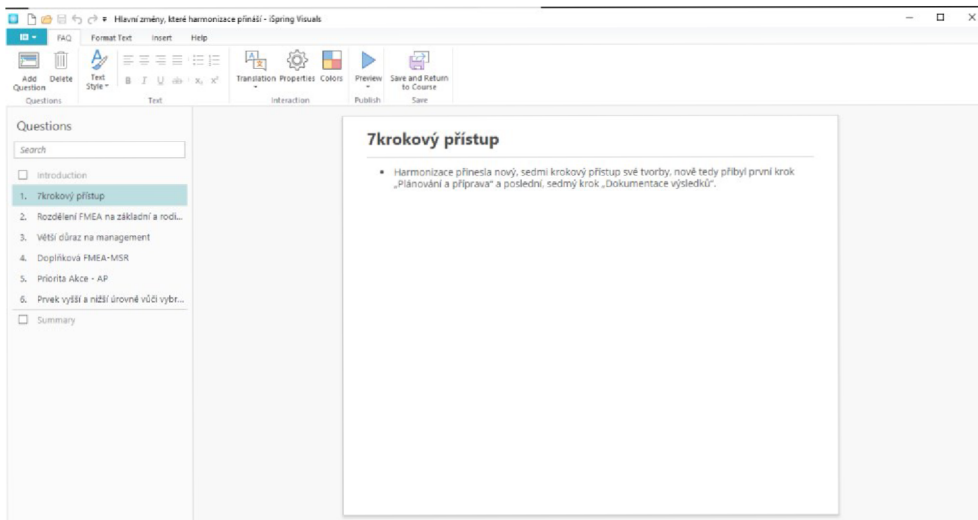 Hlavní změny, které harmonizace přináší - iSpring Visuals
FAQ Format Text Insert Help
Add Question
Delete
Text Style
B I U ab X₂ X²
Translation Properties Colors
Preview
Save and Return to Course
Questions Text Interaction Publish Save
Questions
Search
Introduction
1. 7krokový přístup
2. Rozdělení FMEA na základní a rodi...
3. Větší důraz na management
4. Doplňková FMEA-MSR
5. Priorita Akce - AP
6. Prvek vyšší a nižší úrovně vůči vybr...
Summary
7krokový přístup
▪ Harmonizace přinesla nový, sedmi krokový přístup své tvorby, nově tedy přibyl první krok
„Plánování a příprava“ a poslední, sedmý krok „Dokumentace výsledků“.